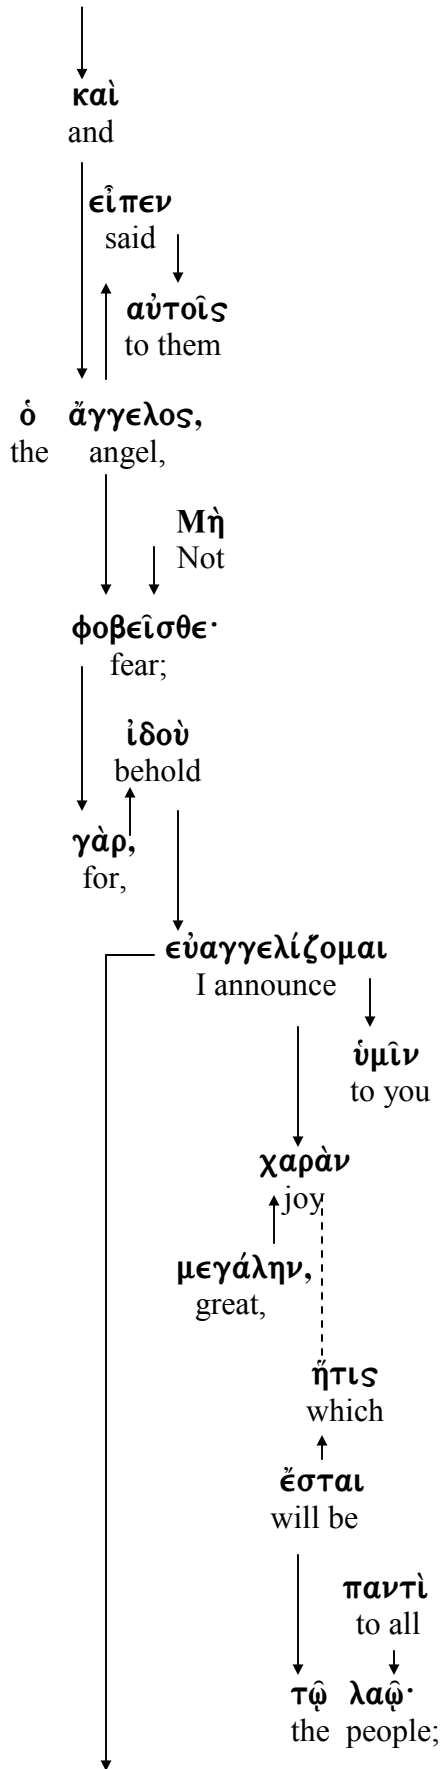 καὶ
and
εἶπεν
said
αὐτοῖς
to them
ὁ ἄγγελος,
the angel,
Μὴ
Not
φοβεῖσθε·
fear;
ἰδοὺ
behold
γὰρ,
for,
εὐαγγελίζομαι
I announce
ὑμῖν
to you
χαρὰν
joy
μεγάλην,
great,
ἥτις
which
ἔσται
will be
παντὶ
to all
τῷ λαῷ·
the people;